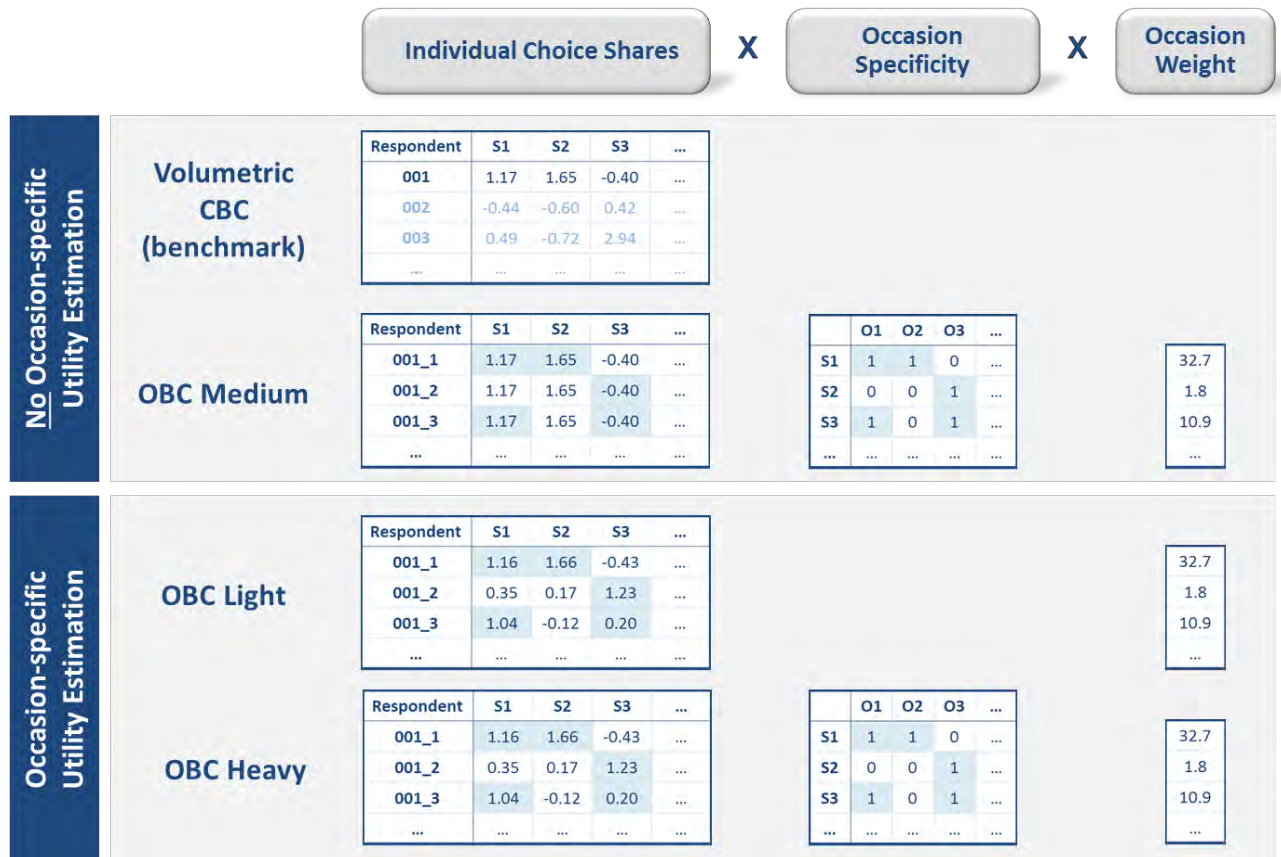 Individual Choice Shares X Occasion Specificity X Occasion Weight
No Occasion-specific
Utility Estimation
Volumetric
CBC
(benchmark)
Respondent S1 S2 S3 ...
001 1.17 1.65 -0.40 ...
002 -0.44 -0.60 0.42 ...
003 0.49 -0.72 2.94 ...
... ... ... ... ...
OBC Medium
Respondent S1 S2 S3 ...
001_1 1.17 1.65 -0.40 ...
001_2 1.17 1.65 -0.40 ...
001_3 1.17 1.65 -0.40 ...
... ... ... ... ...
O1 O2 O3 ...
S1 1 1 0 ...
S2 0 0 1 ...
S3 1 0 1 ...
... ... ... ... ...
32.7
1.8
10.9
...
Occasion-specific
Utility Estimation
OBC Light
Respondent S1 S2 S3 ...
001_1 1.16 1.66 -0.43 ...
001_2 0.35 0.17 1.23 ...
001_3 1.04 -0.12 0.20 ...
... ... ... ... ...
32.7
1.8
10.9
...
OBC Heavy
Respondent S1 S2 S3 ...
001_1 1.16 1.66 -0.43 ...
001_2 0.35 0.17 1.23 ...
001_3 1.04 -0.12 0.20 ...
... ... ... ... ...
O1 O2 O3 ...
S1 1 1 0 ...
S2 0 0 1 ...
S3 1 0 1 ...
... ... ... ... ...
32.7
1.8
10.9
...